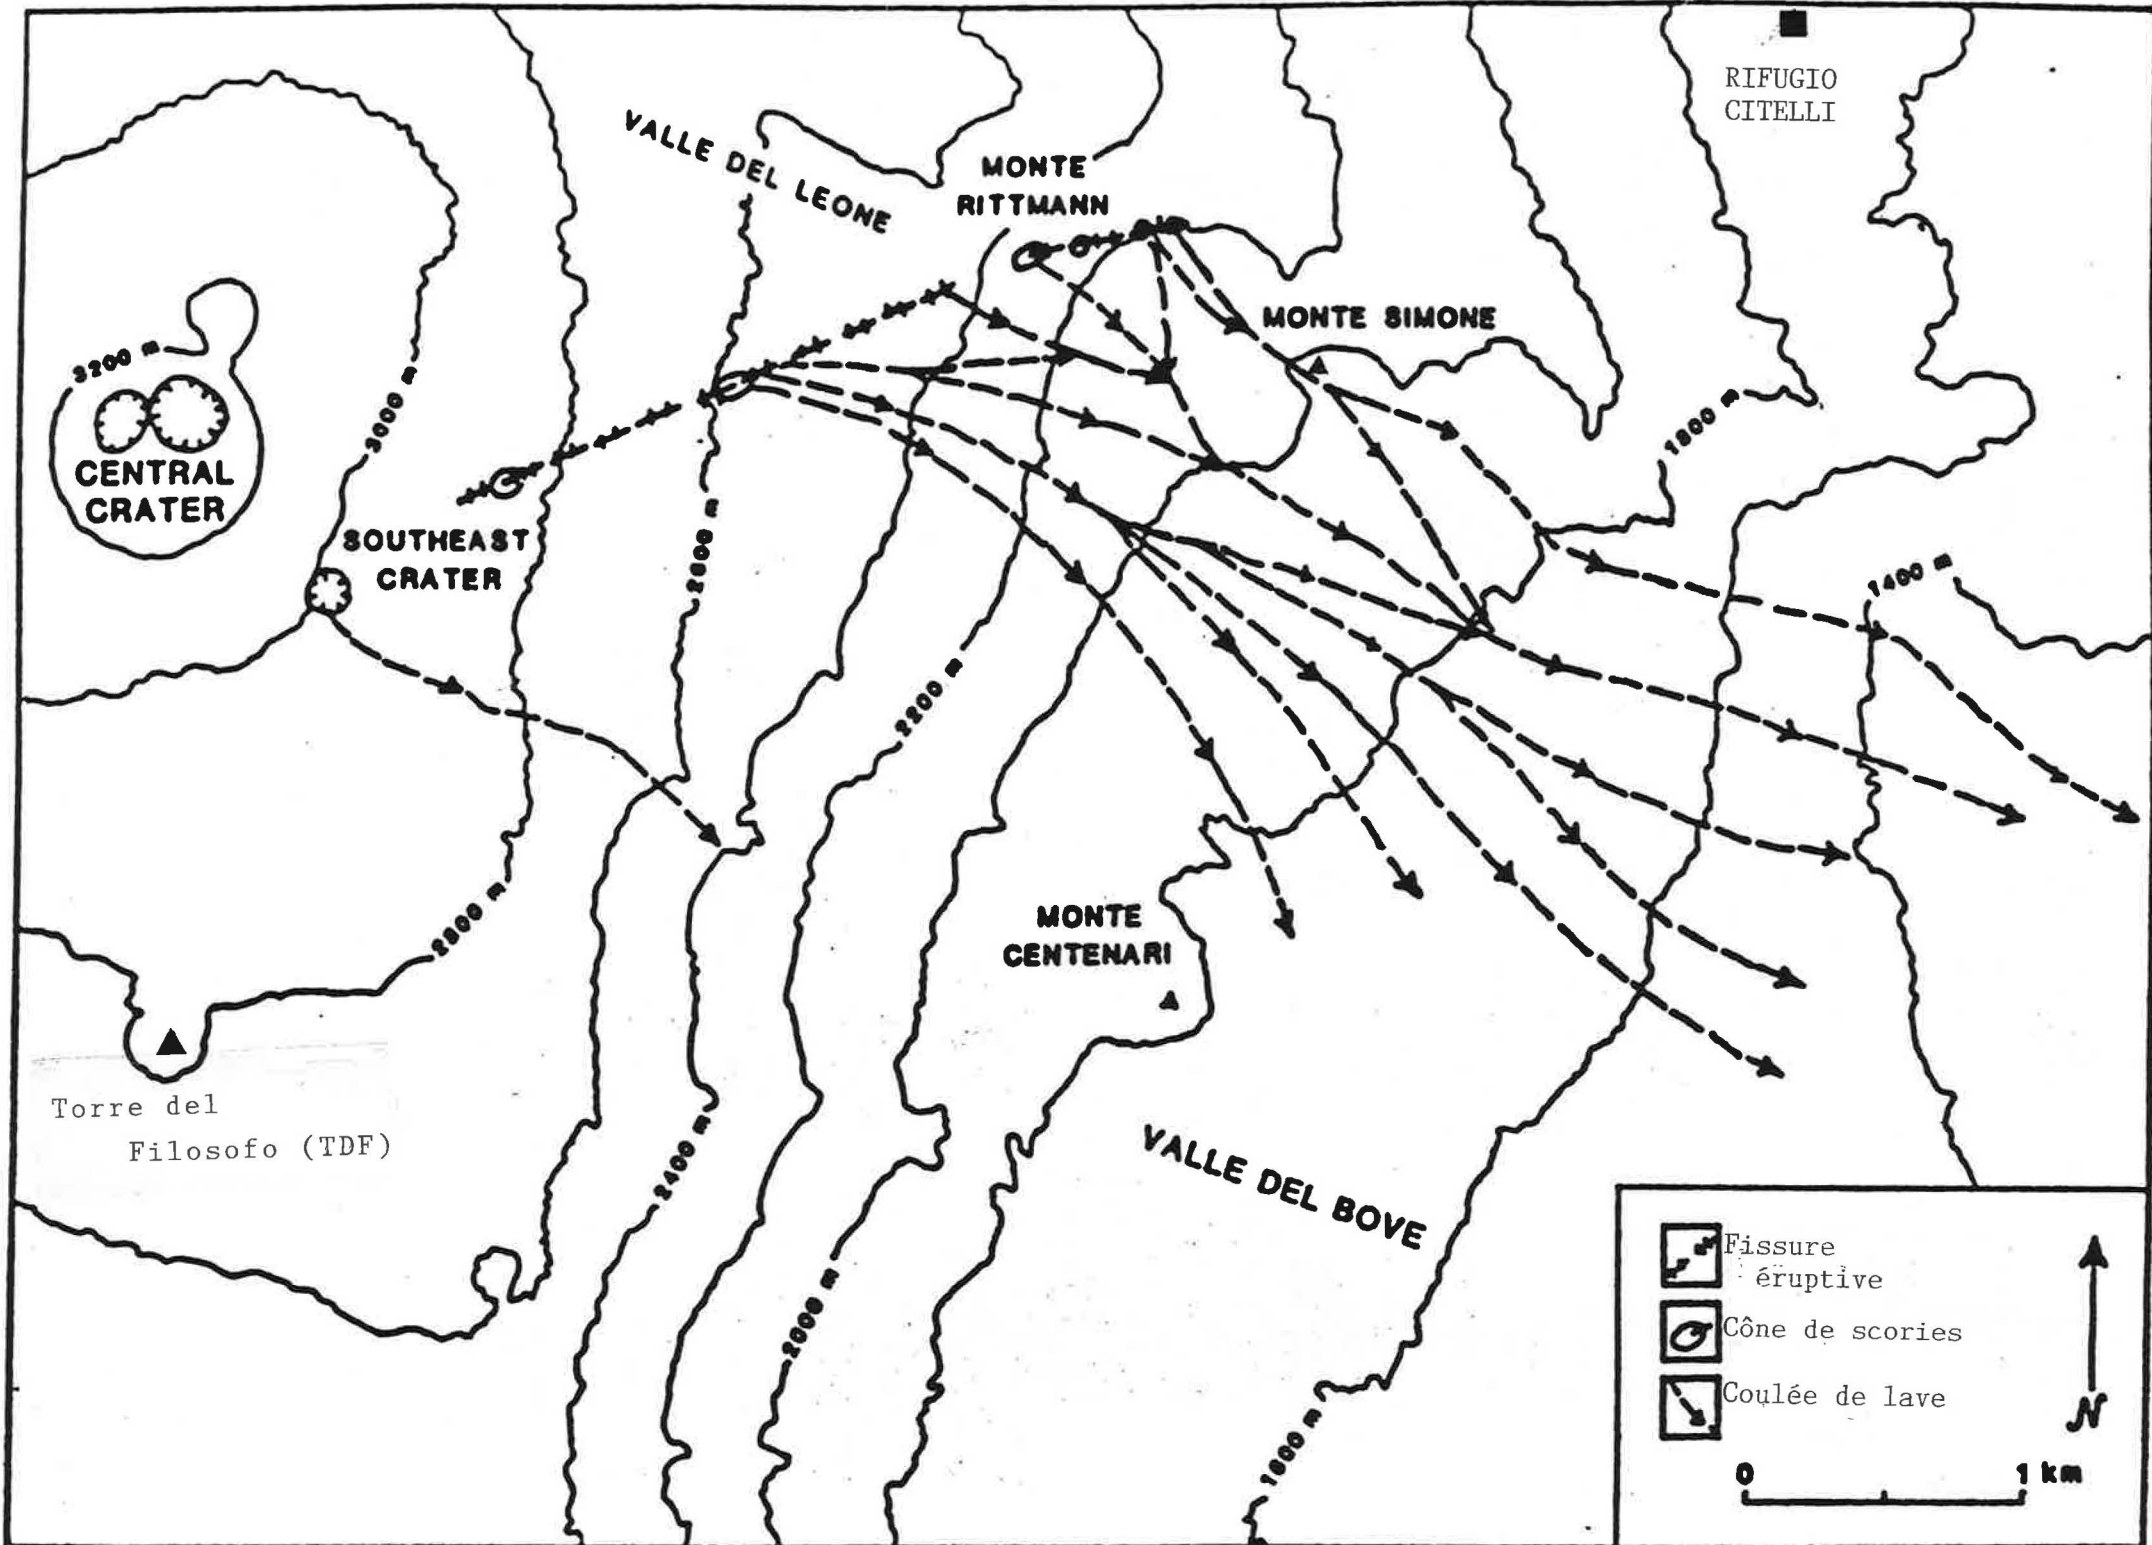 RIFUGIO
CITELLI
VALLE DEL LEONE
MONTE
RITTMANN
MONTE SIMONE
3200 m
3000 m
CENTRAL
CRATER
1800 m
SOUTHEAST
CRATER
2600 m
1400 m
2200 m
2800 m
MONTE
CENTENARI
Torre del
Filosofo (TDF)
2400 m
VALLE DEL BOVE
2000 m
1600 m
Fissure
éruptive
Cône de scories
Coulée de lave
N
0 1 km